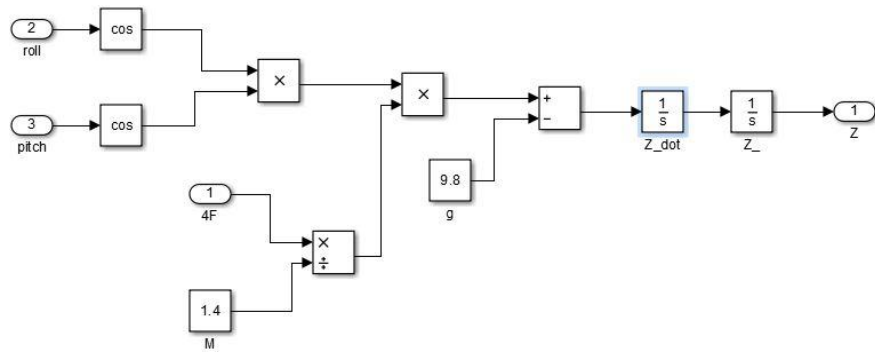 2
roll
cos
3
pitch
cos
×
×
1
4F
×
÷
1.4
M
9.8
g
+
−
1
s
Z_dot
1
s
Z_
1
Z